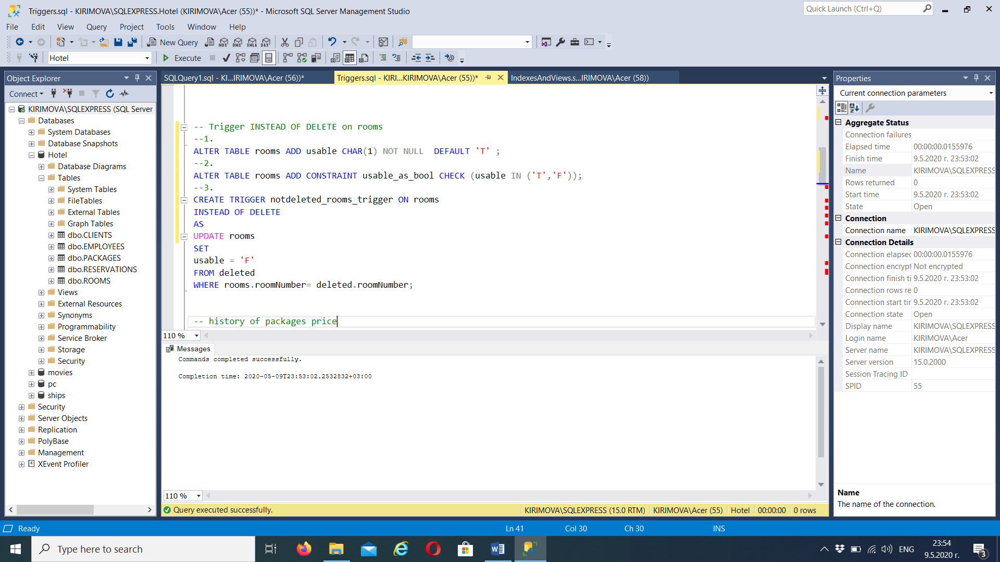 Triggers.sql - KIRIMOVA\SQLEXPRESS.Hotel (KIRIMOVA\Acer (55))* - Microsoft SQL Server Management Studio
Quick Launch (Ctrl+Q)
File Edit View Query Project Tools Window Help
New Query MDX DMX XMLA DAX
Hotel Execute
Object Explorer
Connect
KIRIMOVA\SQLEXPRESS (SQL Server
Databases
System Databases
Database Snapshots
Hotel
Database Diagrams
Tables
System Tables
FileTables
External Tables
Graph Tables
dbo.CLIENTS
dbo.EMPLOYEES
dbo.PACKAGES
dbo.RESERVATIONS
dbo.ROOMS
Views
External Resources
Synonyms
Programmability
Service Broker
Storage
Security
movies
pc
ships
Security
Server Objects
Replication
PolyBase
Management
XEvent Profiler
SQLQuery1.sql - KI...IRIMOVA\Acer (56))*
Triggers.sql - KIRI...KIRIMOVA\Acer (55))*
IndexesAndViews.s...IRIMOVA\Acer (58))
-- Trigger INSTEAD OF DELETE on rooms
--1.
ALTER TABLE rooms ADD usable CHAR(1) NOT NULL  DEFAULT 'T' ;
--2.
ALTER TABLE rooms ADD CONSTRAINT usable_as_bool CHECK (usable IN ('T','F'));
--3.
CREATE TRIGGER notdeleted_rooms_trigger ON rooms
INSTEAD OF DELETE
AS
UPDATE rooms
SET
usable = 'F'
FROM deleted
WHERE rooms.roomNumber= deleted.roomNumber;
-- history of packages price
110 %
Messages
Commands completed successfully.
Completion time: 2020-05-09T23:53:02.2532832+03:00
110 %
Query executed successfully.
KIRIMOVA\SQLEXPRESS (15.0 RTM) KIRIMOVA\Acer (55) Hotel 00:00:00 0 rows
Properties
Current connection parameters
Aggregate Status
Connection failures
Elapsed time 00:00:00.0155976
Finish time 9.5.2020 г. 23:53:02
Name KIRIMOVA\SQLEXPRESS
Rows returned 0
Start time 9.5.2020 г. 23:53:02
State Open
Connection
Connection name KIRIMOVA\SQLEXPRESS
Connection Details
Connection elapsec 00:00:00.0155976
Connection encrypt Not encrypted
Connection finish ti 9.5.2020 г. 23:53:02
Connection rows re 0
Connection start tir 9.5.2020 г. 23:53:02
Connection state Open
Display name KIRIMOVA\SQLEXPRESS
Login name KIRIMOVA\Acer
Server name KIRIMOVA\SQLEXPRESS
Server version 15.0.2000
Session Tracing ID
SPID 55
Name
The name of the connection.
Ready Ln 41 Col 30 Ch 30 INS
Type here to search
ENG
23:54
9.5.2020 г.
3